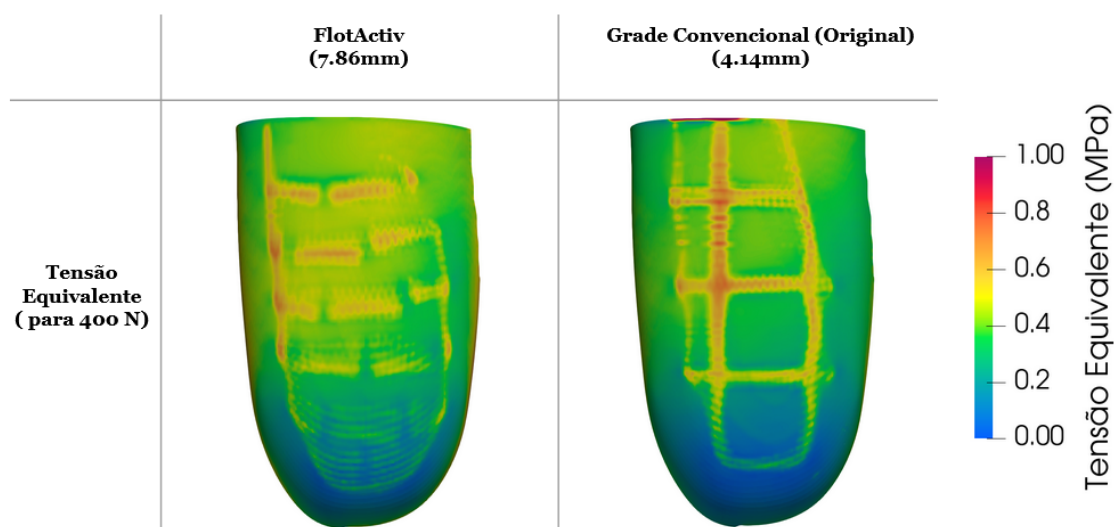 FlotActiv
(7.86mm)
Grade Convencional (Original)
(4.14mm)
Tensão
Equivalente
( para 400 N)
1.00
0.8
0.6
0.4
0.2
0.00
Tensão Equivalente (MPa)